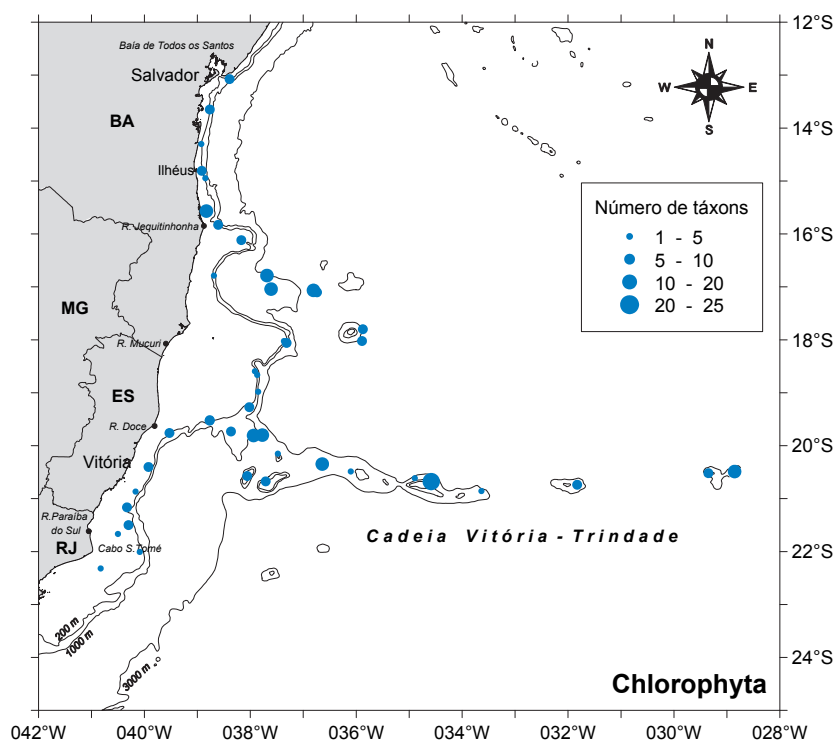 12°S
14°S
16°S
18°S
20°S
22°S
24°S
042°W
040°W
038°W
036°W
034°W
032°W
030°W
028°W
Baía de Todos os Santos
Salvador
BA
Ilhéus
R. Jequitinhonha
MG
R. Mucuri
ES
R. Doce
Vitória
R.Paraíba
do Sul
RJ
Cabo S.Tomé
200 m
1000 m
3000 m
N
W
E
S
Número de táxons
1 - 5
5 - 10
10 - 20
20 - 25
Cadeia Vitória - Trindade
Chlorophyta